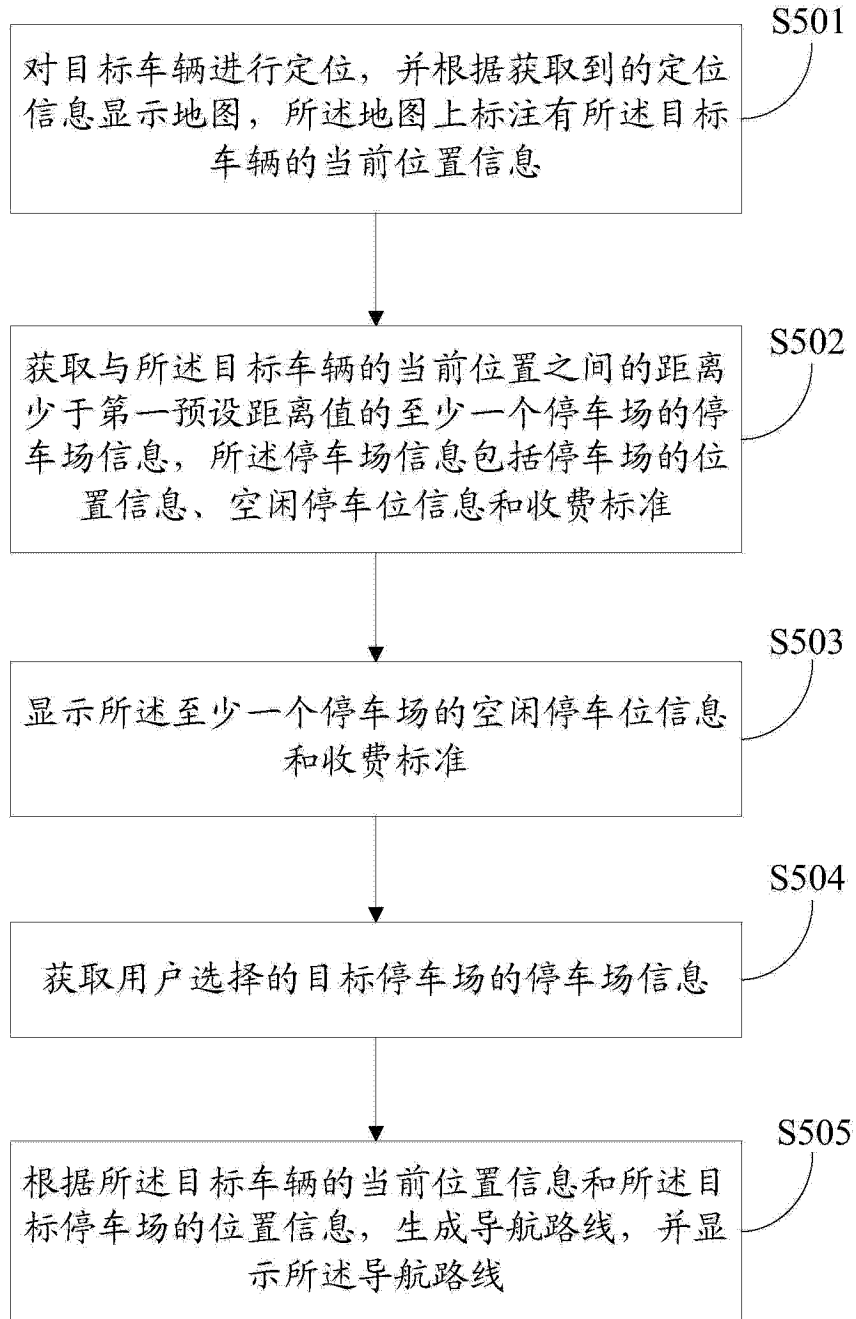 S501
对目标车辆进行定位，并根据获取到的定位
信息显示地图，所述地图上标注有所述目标
车辆的当前位置信息
S502
获取与所述目标车辆的当前位置之间的距离
少于第一预设距离值的至少一个停车场的停
车场信息，所述停车场信息包括停车场的位
置信息、空闲停车位信息和收费标准
S503
显示所述至少一个停车场的空闲停车位信息
和收费标准
S504
获取用户选择的目标停车场的停车场信息
S505
根据所述目标车辆的当前位置信息和所述目
标停车场的位置信息，生成导航路线，并显
示所述导航路线